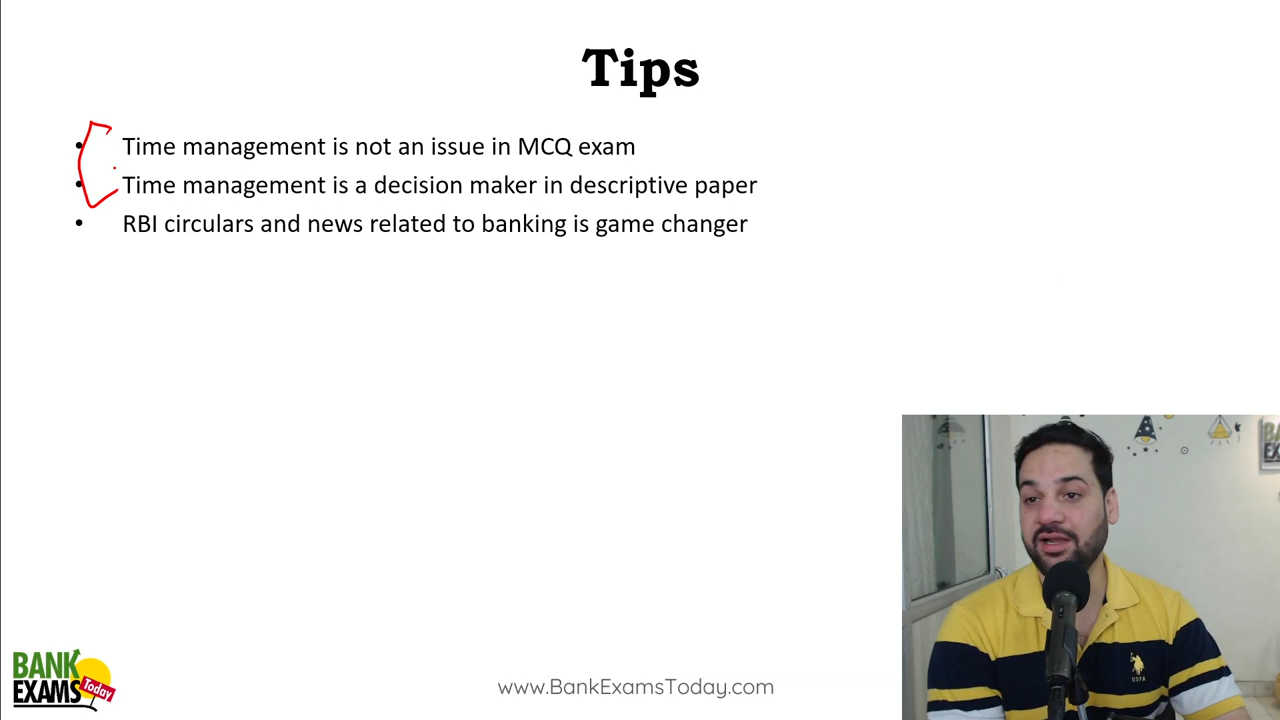 Tips
• Time management is not an issue in MCQ exam
• Time management is a decision maker in descriptive paper
• RBI circulars and news related to banking is game changer
BANK
EXAMS
Today
www.BankExamsToday.com
USPA